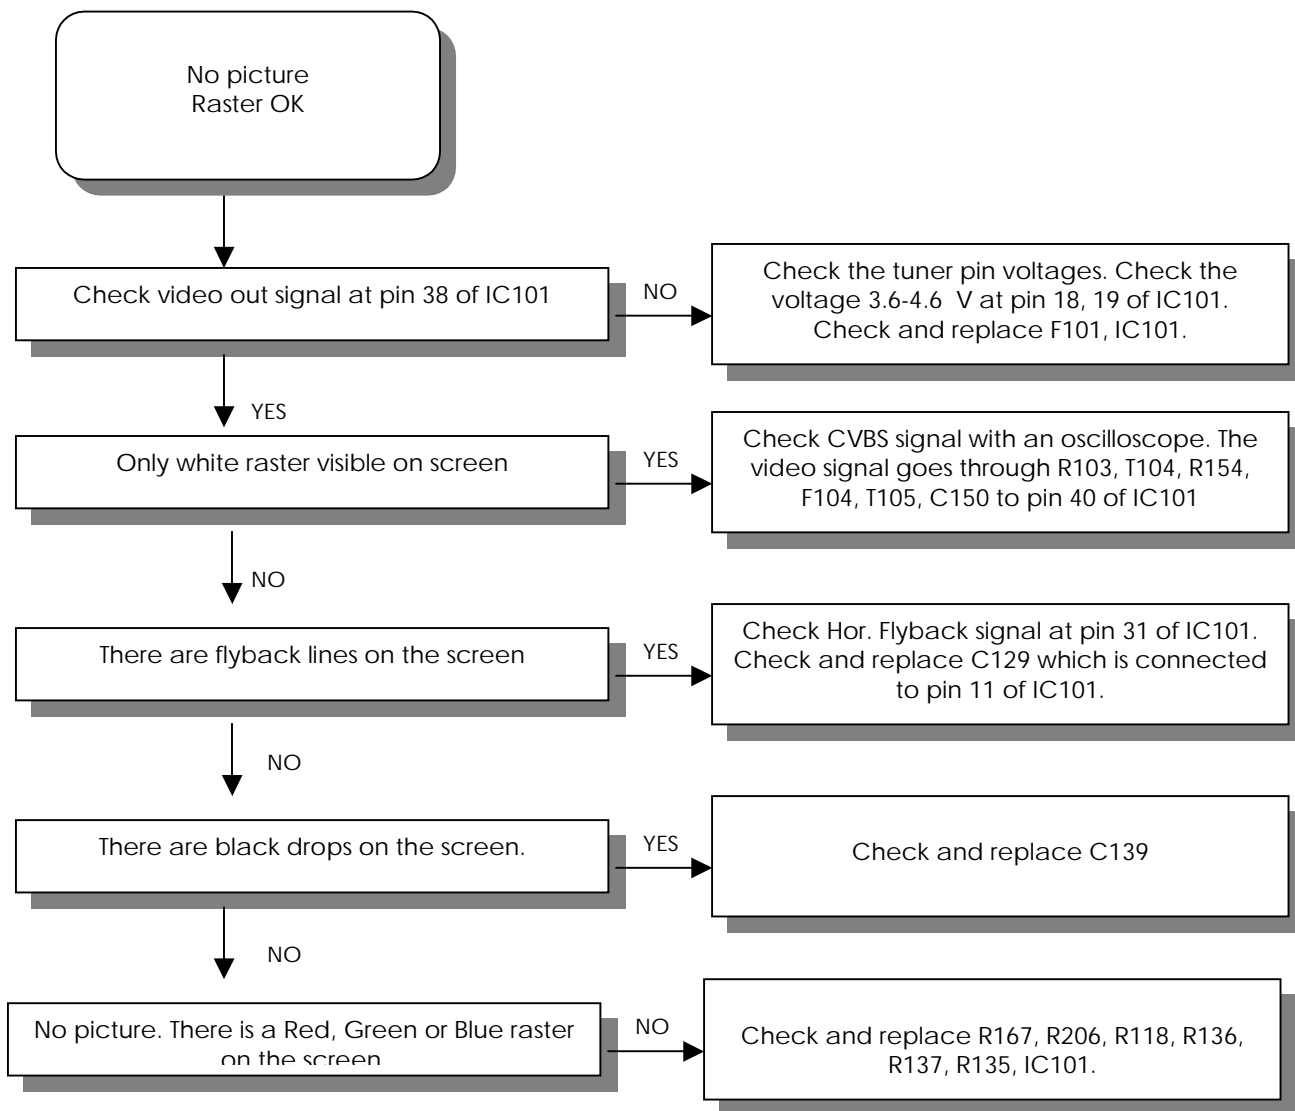 No picture
Raster OK
Check video out signal at pin 38 of IC101
NO
Check the tuner pin voltages. Check the
voltage 3.6-4.6 V at pin 18, 19 of IC101.
Check and replace F101, IC101.
YES
Only white raster visible on screen
YES
Check CVBS signal with an oscilloscope. The
video signal goes through R103, T104, R154,
F104, T105, C150 to pin 40 of IC101
NO
There are flyback lines on the screen
YES
Check Hor. Flyback signal at pin 31 of IC101.
Check and replace C129 which is connected
to pin 11 of IC101.
NO
There are black drops on the screen.
YES
Check and replace C139
NO
No picture. There is a Red, Green or Blue raster
on the screen
NO
Check and replace R167, R206, R118, R136,
R137, R135, IC101.